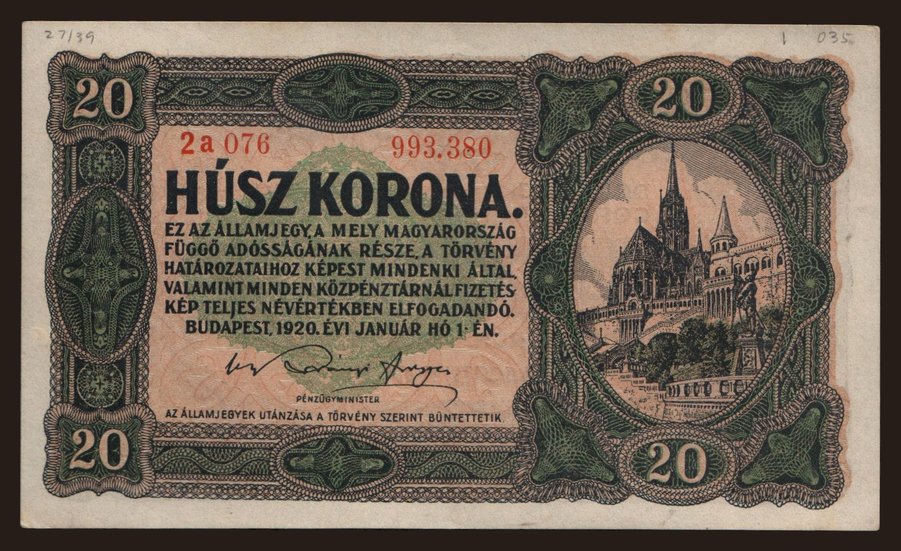 27/39
1 035
20
20
2a 076 993.380
HÚSZ KORONA.
EZ AZ ÁLLAMJEGY, A MELY MAGYARORSZÁG
FÜGGŐ ADÓSSÁGÁNAK RÉSZE, A TÖRVÉNY
HATÁROZATAIHOZ KÉPEST MINDENKI ÁLTAL,
VALAMINT MINDEN KÖZPÉNZTÁRNÁL FIZETÉS-
KÉP TELJES NÉVÉRTÉKBEN ELFOGADANDÓ.
BUDAPEST, 1920. ÉVI JANUÁR HÓ 1-ÉN.
PÉNZÜGYMINISTER
AZ ÁLLAMJEGYEK UTÁNZÁSA A TÖRVÉNY SZERINT BÜNTETTETIK.
20
20